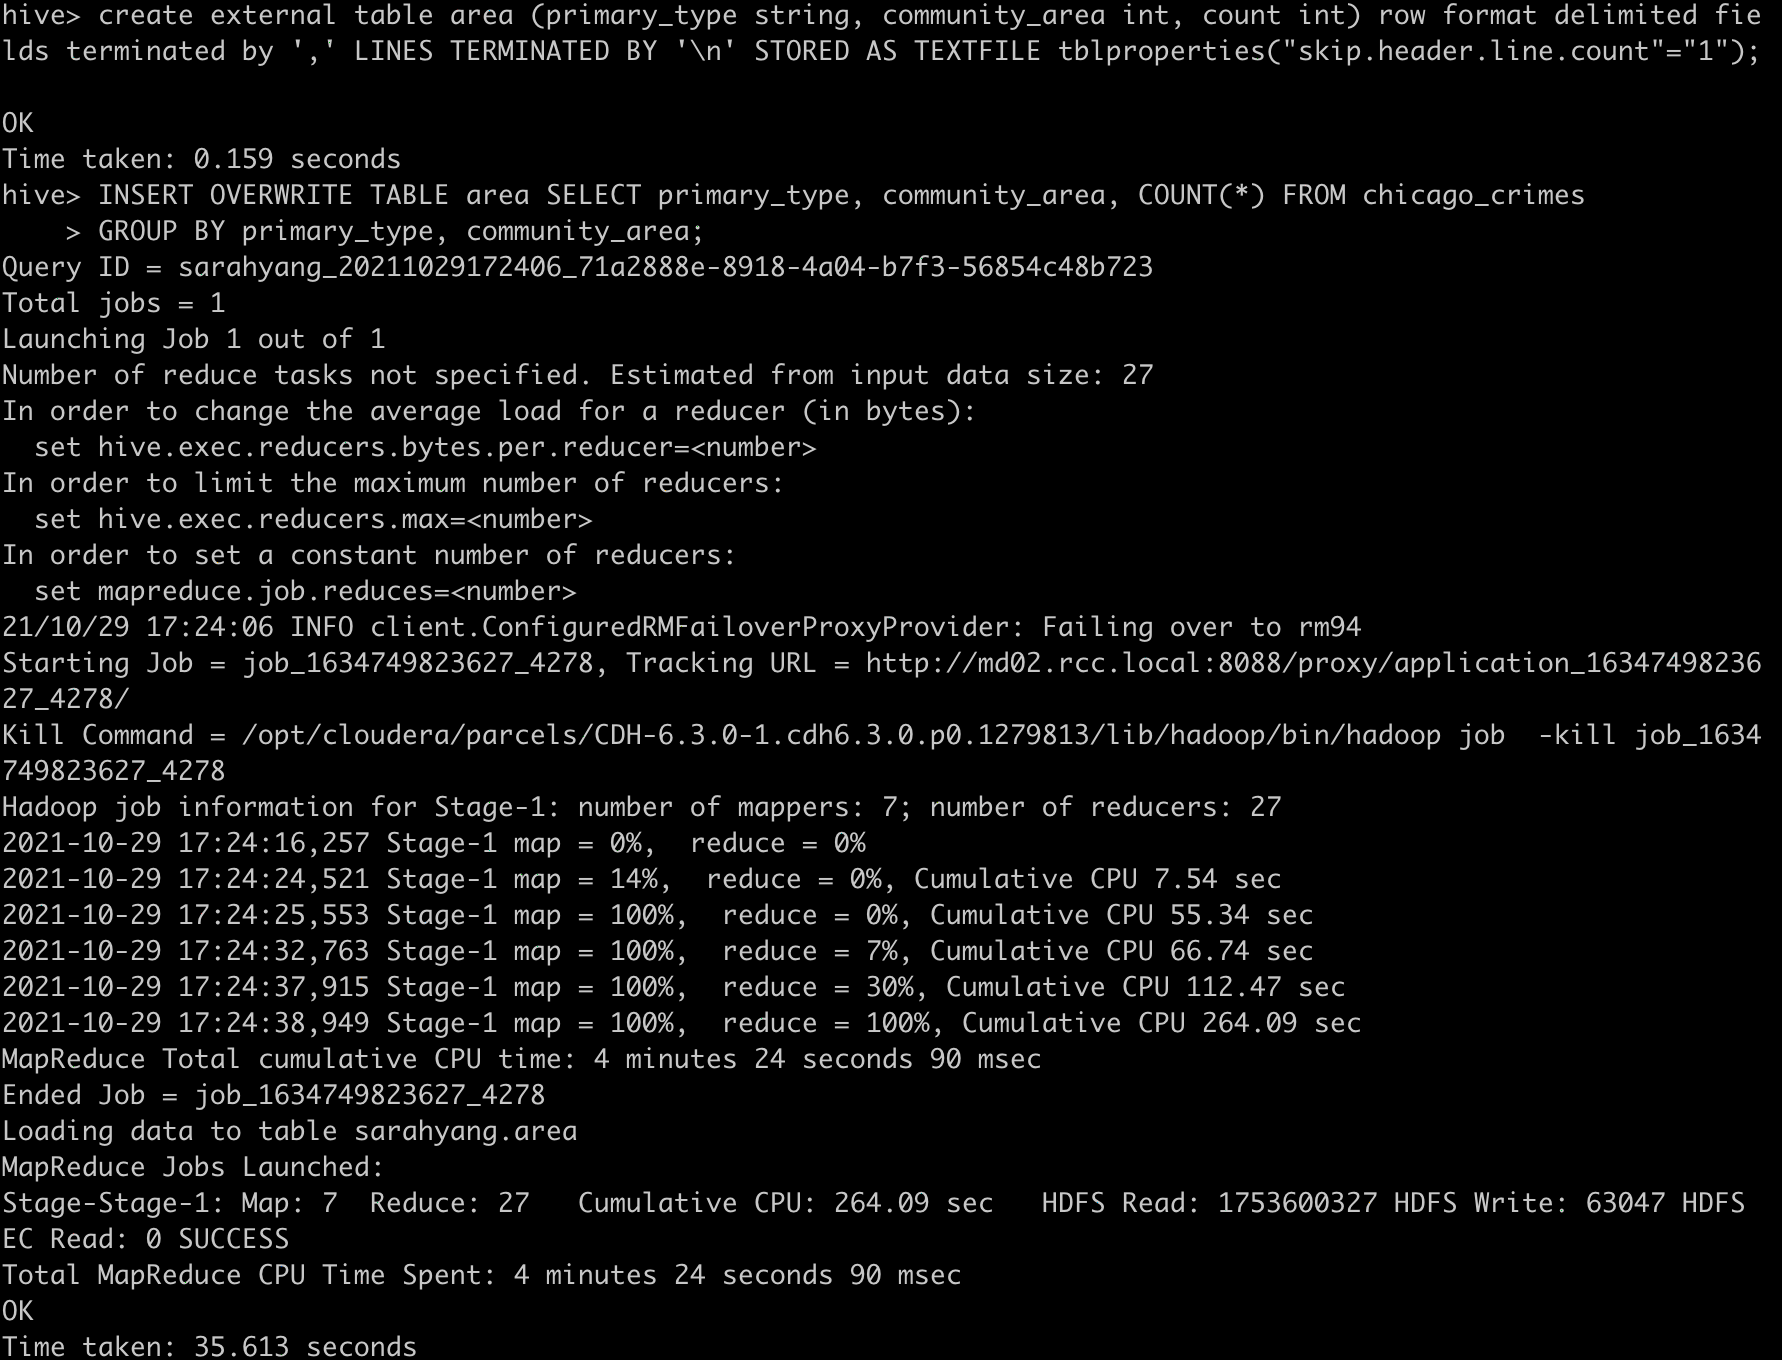 hive> create external table area (primary_type string, community_area int, count int) row format delimited fie
lds terminated by ',' LINES TERMINATED BY '\n' STORED AS TEXTFILE tblproperties("skip.header.line.count"="1");
OK
Time taken: 0.159 seconds
hive> INSERT OVERWRITE TABLE area SELECT primary_type, community_area, COUNT(*) FROM chicago_crimes
    > GROUP BY primary_type, community_area;
Query ID = sarahyang_20211029172406_71a2888e-8918-4a04-b7f3-56854c48b723
Total jobs = 1
Launching Job 1 out of 1
Number of reduce tasks not specified. Estimated from input data size: 27
In order to change the average load for a reducer (in bytes):
  set hive.exec.reducers.bytes.per.reducer=<number>
In order to limit the maximum number of reducers:
  set hive.exec.reducers.max=<number>
In order to set a constant number of reducers:
  set mapreduce.job.reduces=<number>
21/10/29 17:24:06 INFO client.ConfiguredRMFailoverProxyProvider: Failing over to rm94
Starting Job = job_1634749823627_4278, Tracking URL = http://md02.rcc.local:8088/proxy/application_16347498236
27_4278/
Kill Command = /opt/cloudera/parcels/CDH-6.3.0-1.cdh6.3.0.p0.1279813/lib/hadoop/bin/hadoop job  -kill job_1634
749823627_4278
Hadoop job information for Stage-1: number of mappers: 7; number of reducers: 27
2021-10-29 17:24:16,257 Stage-1 map = 0%,  reduce = 0%
2021-10-29 17:24:24,521 Stage-1 map = 14%,  reduce = 0%, Cumulative CPU 7.54 sec
2021-10-29 17:24:25,553 Stage-1 map = 100%,  reduce = 0%, Cumulative CPU 55.34 sec
2021-10-29 17:24:32,763 Stage-1 map = 100%,  reduce = 7%, Cumulative CPU 66.74 sec
2021-10-29 17:24:37,915 Stage-1 map = 100%,  reduce = 30%, Cumulative CPU 112.47 sec
2021-10-29 17:24:38,949 Stage-1 map = 100%,  reduce = 100%, Cumulative CPU 264.09 sec
MapReduce Total cumulative CPU time: 4 minutes 24 seconds 90 msec
Ended Job = job_1634749823627_4278
Loading data to table sarahyang.area
MapReduce Jobs Launched:
Stage-Stage-1: Map: 7  Reduce: 27   Cumulative CPU: 264.09 sec   HDFS Read: 1753600327 HDFS Write: 63047 HDFS
EC Read: 0 SUCCESS
Total MapReduce CPU Time Spent: 4 minutes 24 seconds 90 msec
OK
Time taken: 35.613 seconds